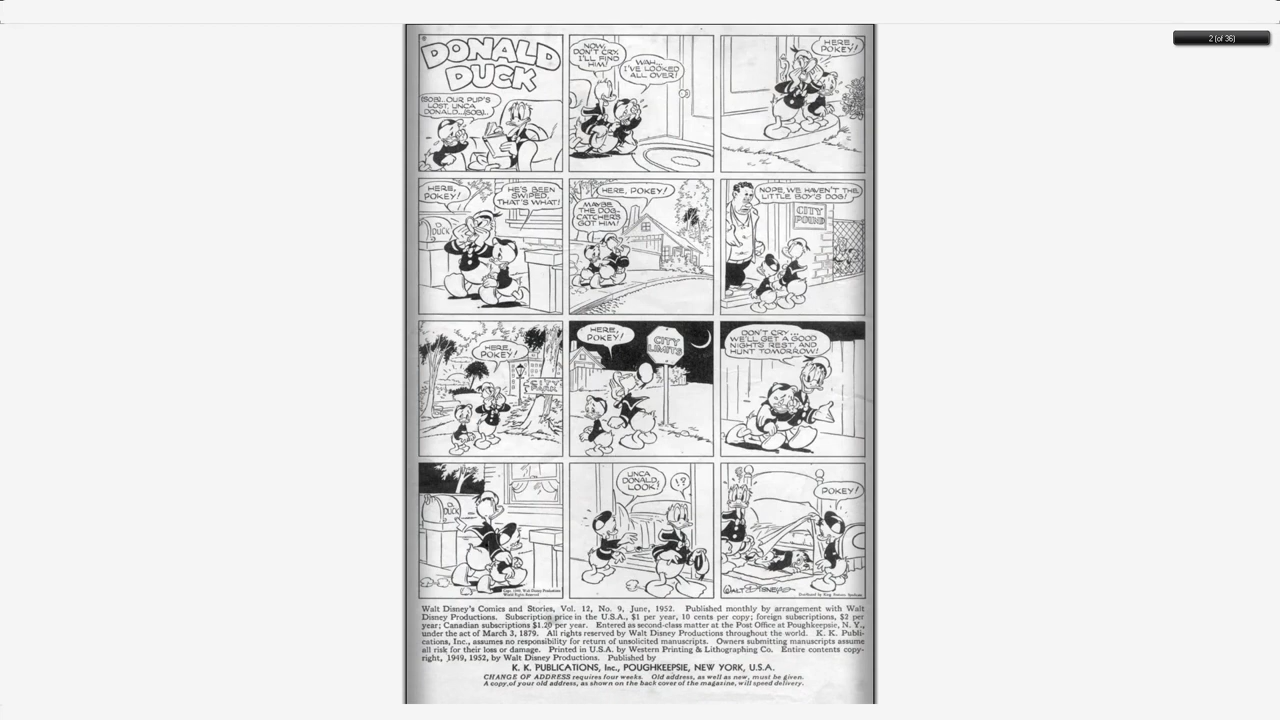 2 (of 36)
DONALD
DUCK
(SOB)...OUR PUP'S
LOST, UNCA
DONALD...(SOB)..
NOW,
DON'T CRY.
I'LL FIND
HIM!
WAH...
I'VE LOOKED
ALL OVER!
HERE,
POKEY!
HERE,
POKEY!
HE'S BEEN
SWIPED,
THAT'S WHAT!
DUCK
HERE, POKEY!
MAYBE
THE DOG-
CATCHERS
GOT HIM!
NOPE, WE HAVEN'T THE
LITTLE BOY'S DOG!
CITY
POUND
HERE,
POKEY!
CITY
PARK
HERE,
POKEY!
CITY
LIMITS
DON'T CRY...
WE'LL GET A GOOD
NIGHT'S REST, AND
HUNT TOMORROW!
D
DUCK
UNCA
DONALD,
LOOK!
!?
POKEY!
WALT DISNEY
Walt Disney's Comics and Stories, Vol. 12, No. 9, June, 1952. Published monthly by arrangement with Walt
Disney Productions. Subscription price in the U.S.A., $1 per year, 10 cents per copy; foreign subscriptions, $2 per
year; Canadian subscriptions $1.20 per year. Entered as second-class matter at the Post Office at Poughkeepsie, N. Y.,
under the act of March 3, 1879. All rights reserved by Walt Disney Productions throughout the world. K. K. Publi-
cations, Inc., assumes no responsibility for return of unsolicited manuscripts. Owners submitting manuscripts assume
all risk for their loss or damage. Printed in U.S.A. by Western Printing & Lithographing Co. Entire contents copy-
right, 1949, 1952, by Walt Disney Productions. Published by
K. K. PUBLICATIONS, Inc., POUGHKEEPSIE, NEW YORK, U.S.A.
CHANGE OF ADDRESS requires four weeks. Old address, as well as new, must be given.
A copy of your old address, as shown on the back cover of the magazine, will speed delivery.